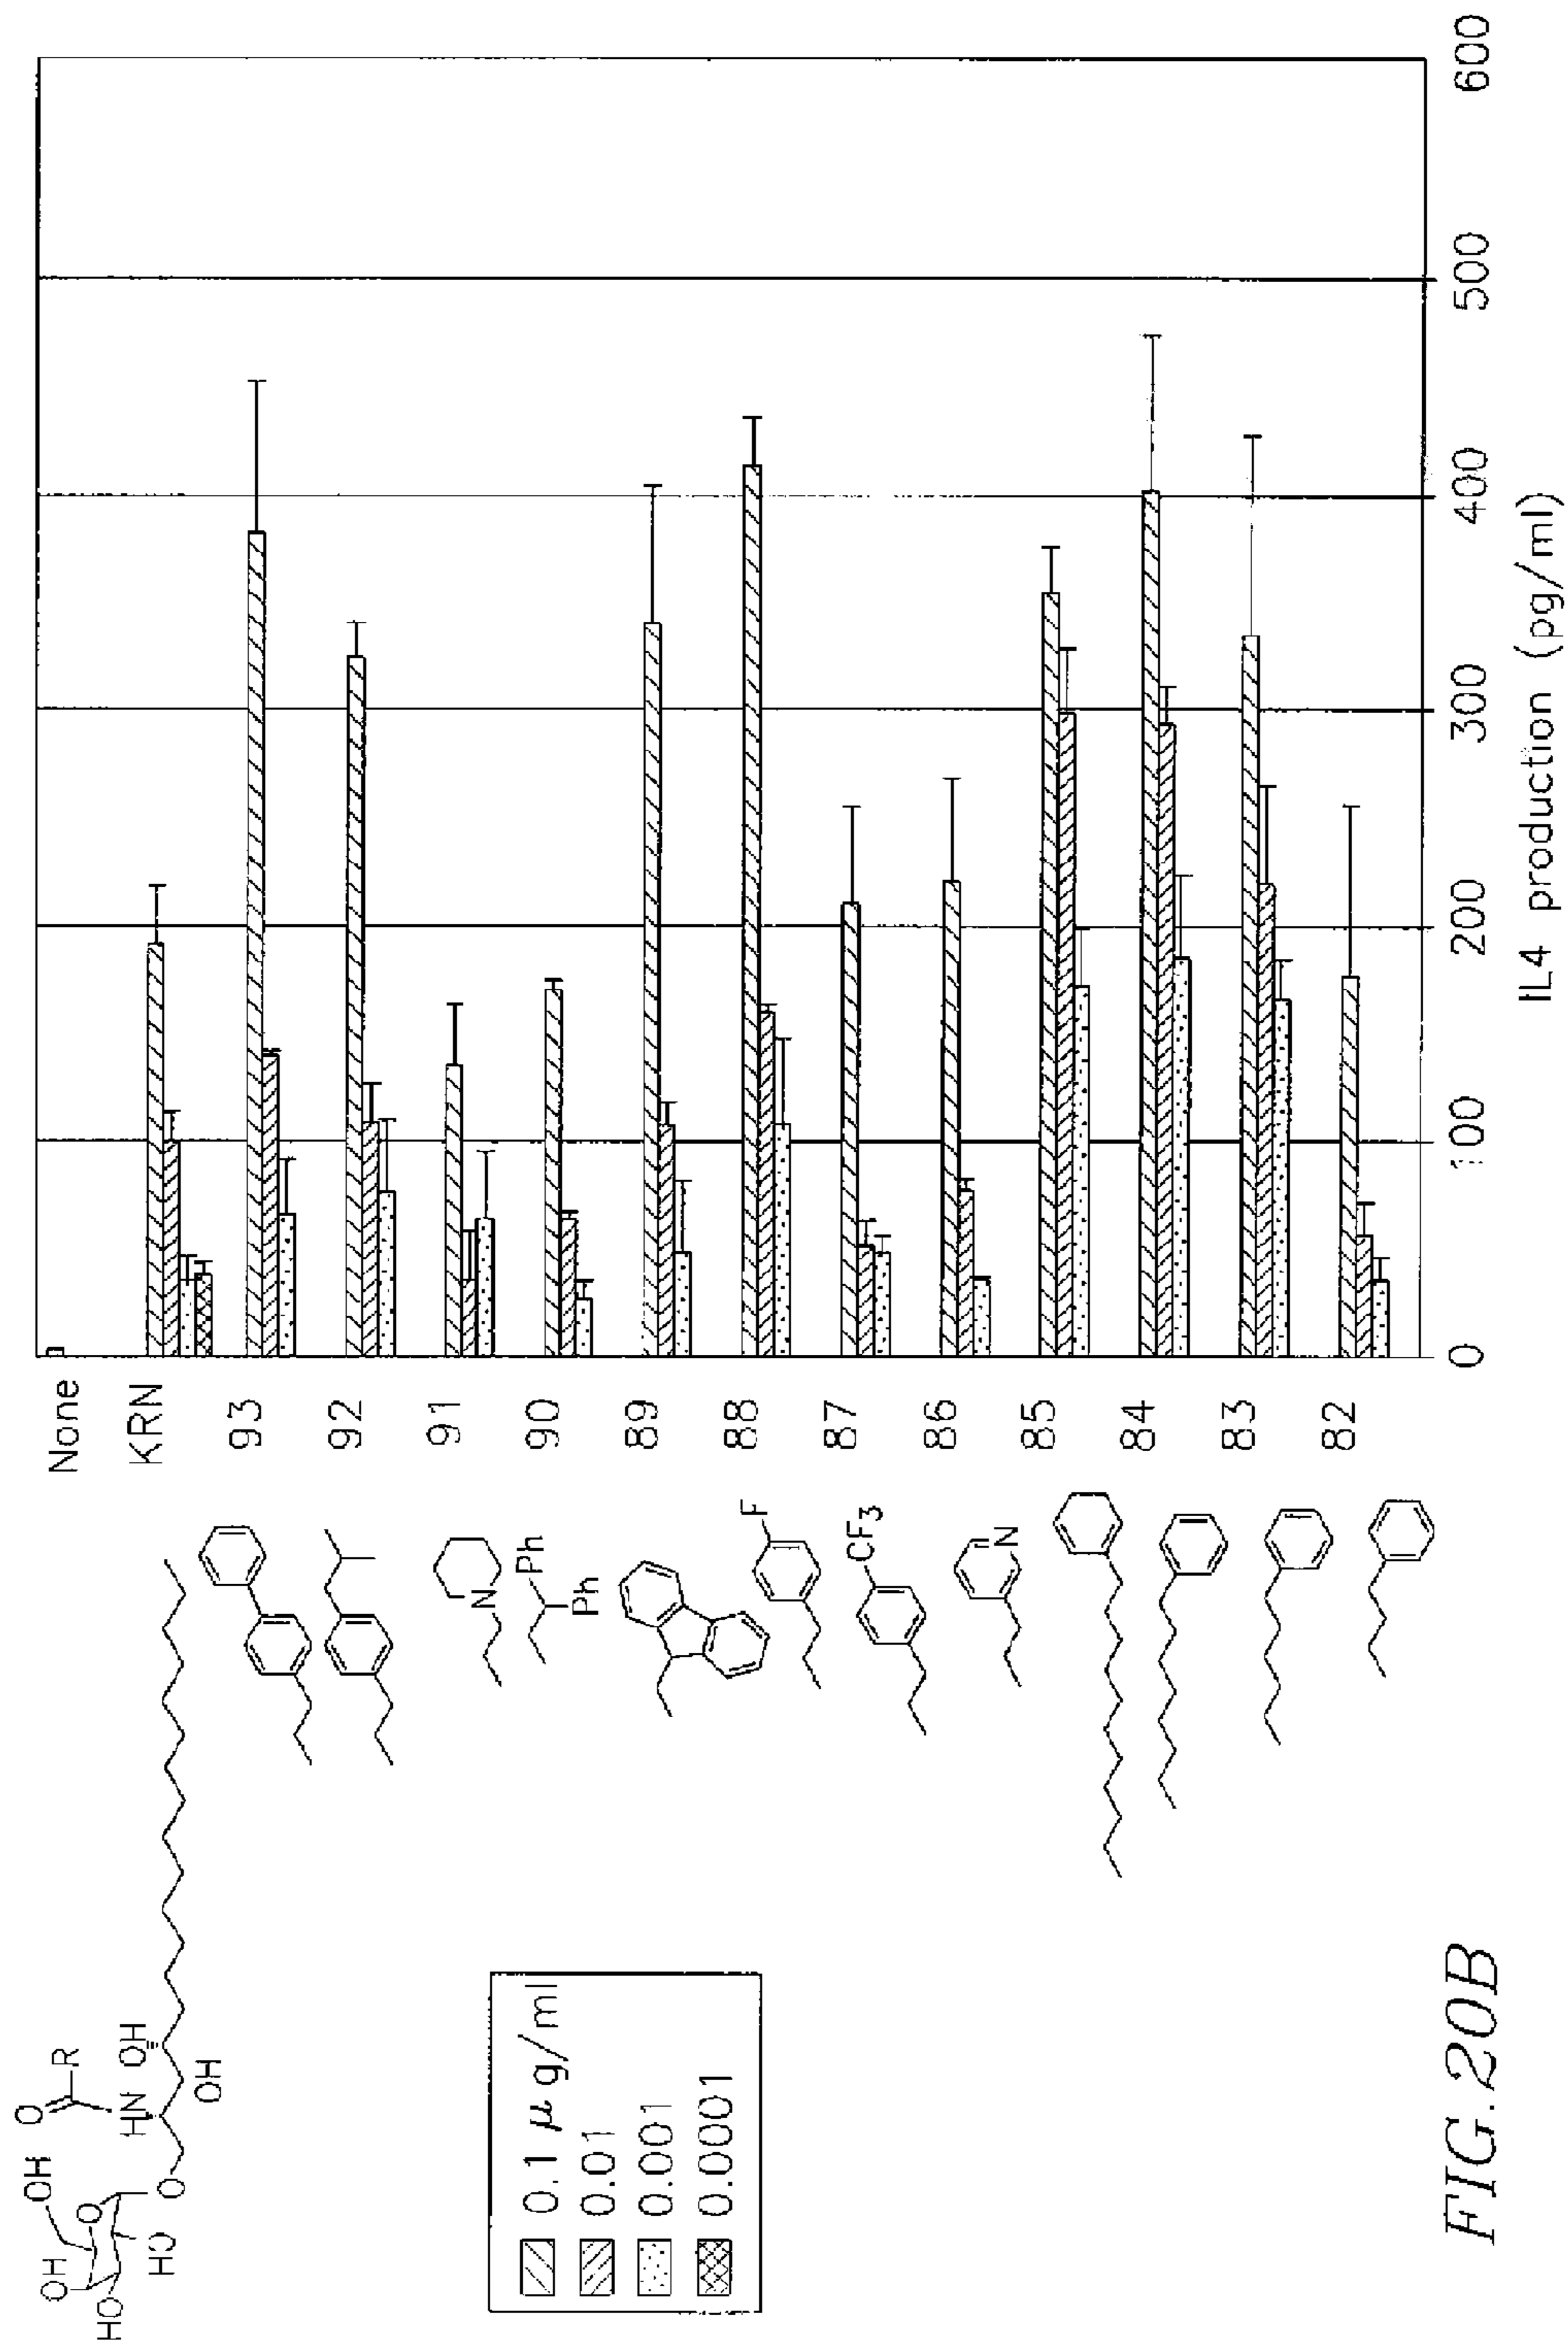 OH
OH
HO
HO
O
O
O
R
HN
OH
OH
0.1 μg/ml
0.01
0.001
0.0001
N
Ph
Ph
F
CF3
N
None
KRN
93
92
91
90
89
88
87
86
85
84
83
82
0
100
200
300
400
500
600
IL4 production (pg/ml)
FIG.20B